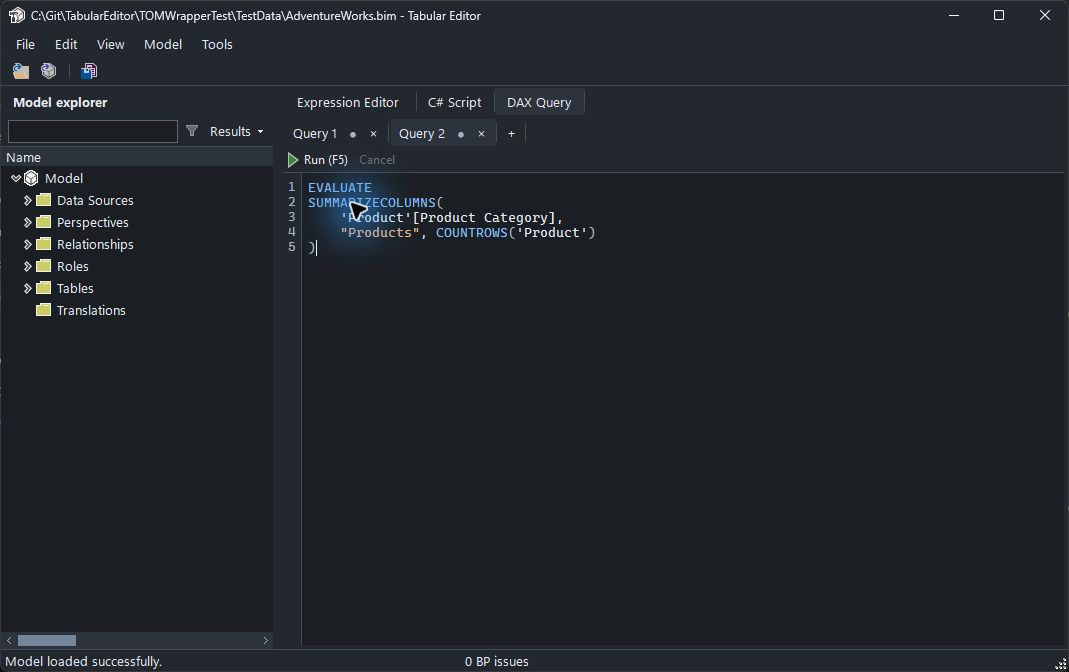 C:\Git\TabularEditor\TOMWrapperTest\TestData\AdventureWorks.bim - Tabular Editor
File Edit View Model Tools
Model explorer
Results
Name
Model
Data Sources
Perspectives
Relationships
Roles
Tables
Translations
Expression Editor C# Script DAX Query
Query 1 ● × Query 2 ● × +
Run (F5) Cancel
1 EVALUATE
2 SUMMARIZECOLUMNS(
3 'Product'[Product Category],
4 "Products", COUNTROWS('Product')
5 )
Model loaded successfully. 0 BP issues